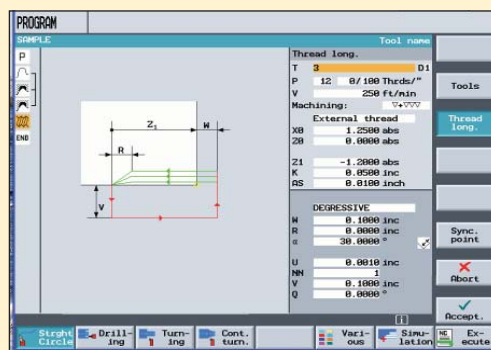 PROGRAM
SAMPLE
Tool name
P
END
Z1
W
R
V
Thread long.
T 3 D1
P 12 0/100 Thrds/"
V 250 ft/min
Machining: ▽+▽▽▽
External thread
X0 1.2500 abs
Z0 0.0000 abs
Z1 -1.2000 abs
K 0.0500 inc
AS 0.0100 inch
DEGRESSIVE
W 0.1000 inc
R 0.0000 inc
α 30.0000 °
U 0.0010 inc
NN 1
V 0.1000 inc
Q 0.0000 °
Tools
Thread
long.
Sync.
point
Abort
Accept.
i
Strght
Circle
Drill-
ing
Turn-
ing
Cont.
turn.
Vari-
ous
Simu-
lation
NC
Ex-
ecute